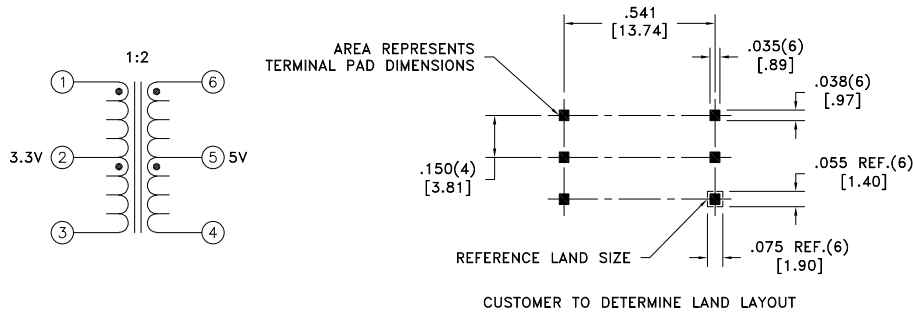 1:2
1
6
3.3V
2
5
5V
3
4
.541
[13.74]
AREA REPRESENTS
TERMINAL PAD DIMENSIONS
.035(6)
[.89]
.038(6)
[.97]
.150(4)
[3.81]
.055 REF.(6)
[1.40]
REFERENCE LAND SIZE
.075 REF.(6)
[1.90]
CUSTOMER TO DETERMINE LAND LAYOUT